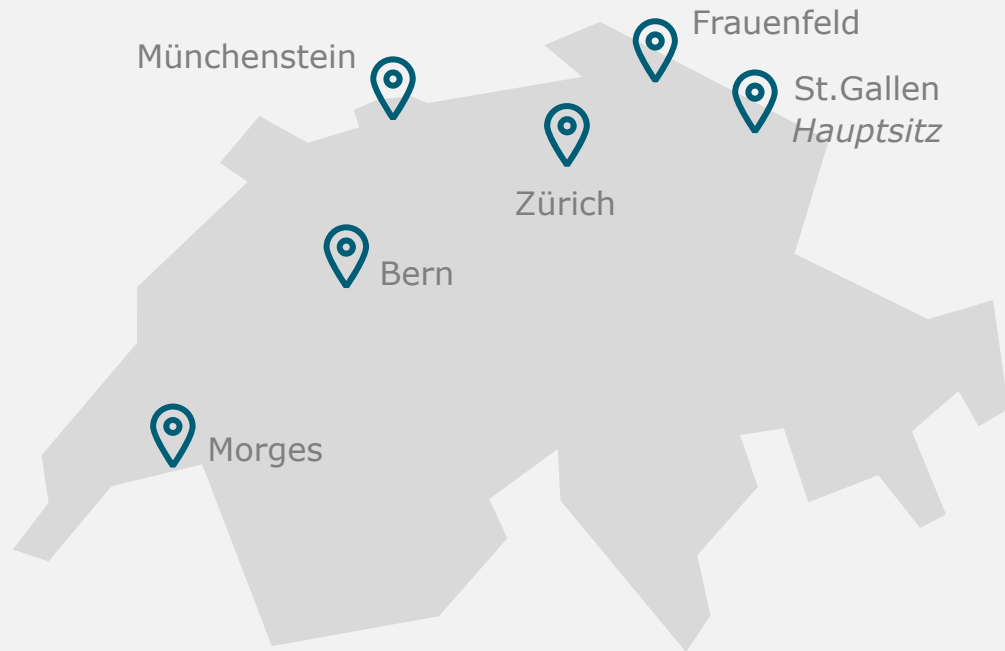 Frauenfeld
Münchenstein
St.Gallen
Hauptsitz
Zürich
Bern
Morges